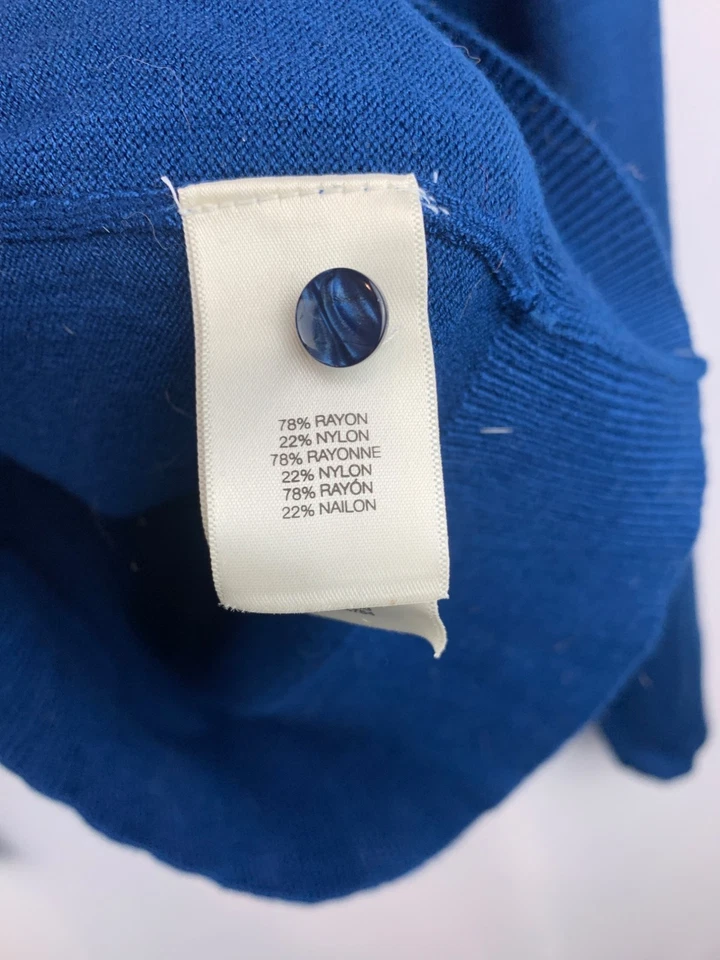 78% RAYON
22% NYLON
78% RAYONNE
22% NYLON
78% RAYÓN
22% NAILON